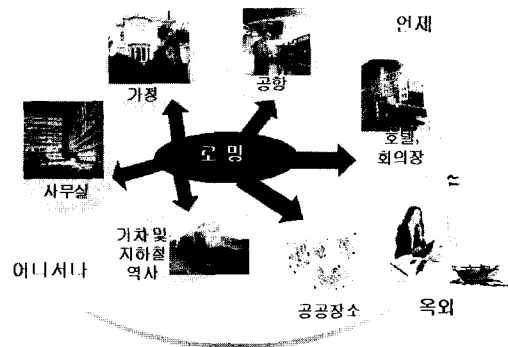 언제
가정
공항
로밍
호텔,
회의장
사무실
기차 및
지하철
역사
어니서나
공공장소
옥외